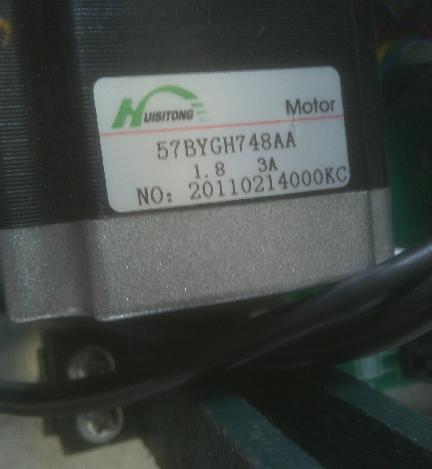 HUISITONG Motor
57BYGH748AA
1.8 3A
NO: 20110214000KC